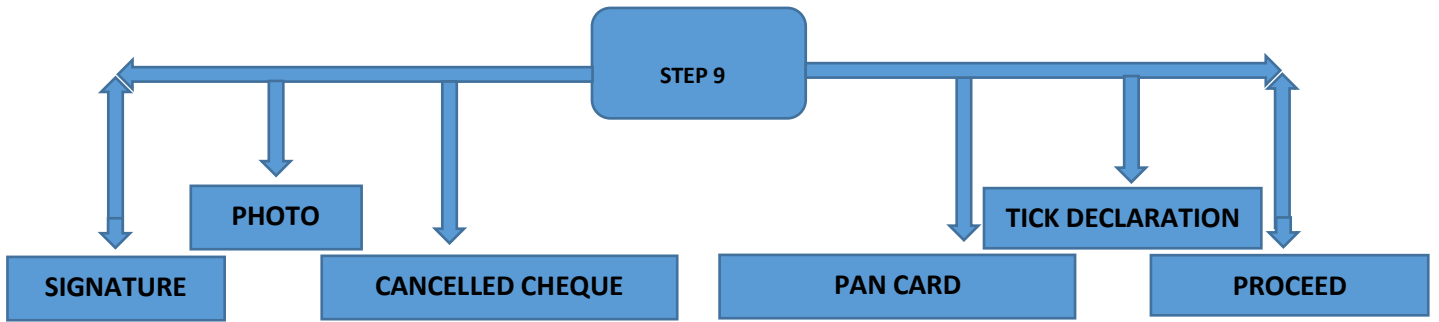 STEP 9
PHOTO
TICK DECLARATION
SIGNATURE
CANCELLED CHEQUE
PAN CARD
PROCEED